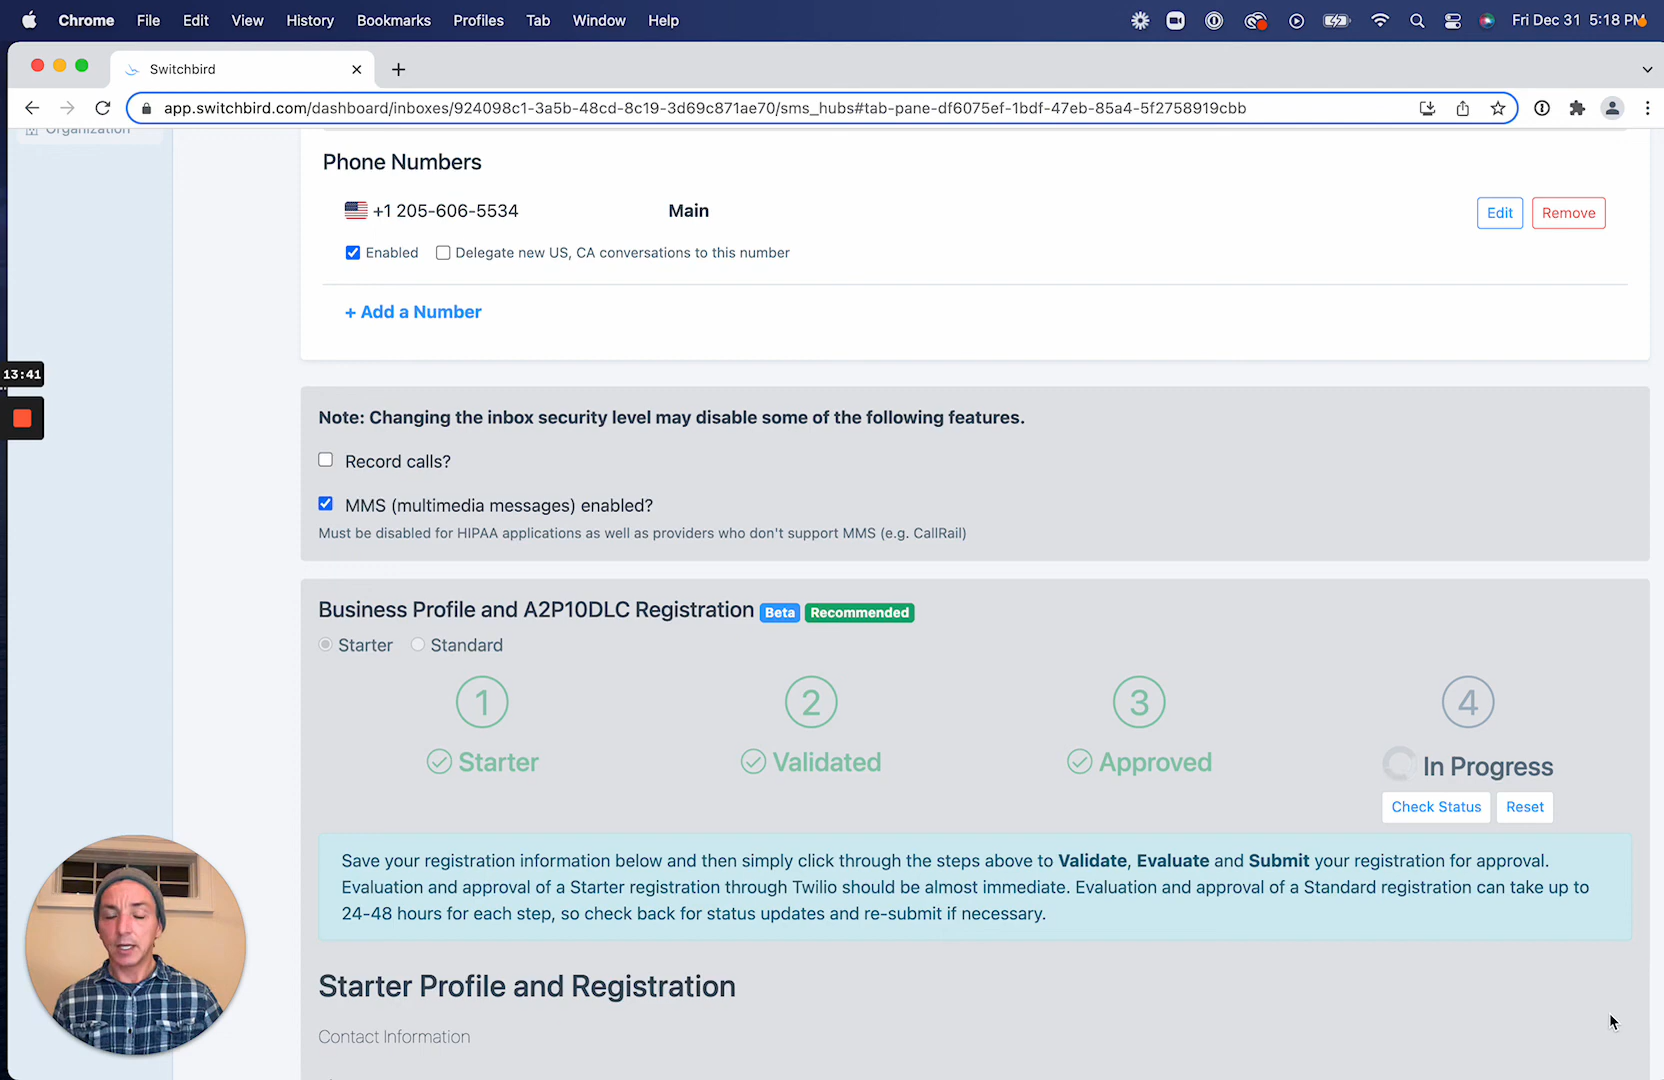 Chrome File Edit View History Bookmarks Profiles Tab Window Help Fri Dec 31 5:18 PM
Switchbird
app.switchbird.com/dashboard/inboxes/924098c1-3a5b-48cd-8c19-3d69c871ae70/sms_hubs#tab-pane-df6075ef-1bdf-47eb-85a4-5f2758919cbb
Organization
Phone Numbers
+1 205-606-5534 Main Edit Remove
Enabled Delegate new US, CA conversations to this number
+ Add a Number
13:41
Note: Changing the inbox security level may disable some of the following features.
Record calls?
MMS (multimedia messages) enabled?
Must be disabled for HIPAA applications as well as providers who don't support MMS (e.g. CallRail)
Business Profile and A2P10DLC Registration Beta Recommended
Starter Standard
1 2 3 4
Starter Validated Approved In Progress
Check Status Reset
Save your registration information below and then simply click through the steps above to Validate, Evaluate and Submit your registration for approval.
Evaluation and approval of a Starter registration through Twilio should be almost immediate. Evaluation and approval of a Standard registration can take up to
24-48 hours for each step, so check back for status updates and re-submit if necessary.
Starter Profile and Registration
Contact Information